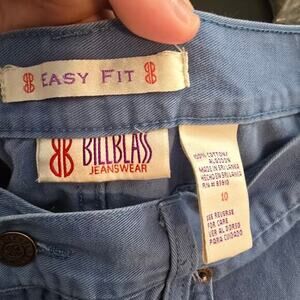 EASY FIT
BILLBLASS
JEANSWEAR
100% COTTON/
ALGODON
MADE IN SRI LANKA
HECHO EN SRI LANKA
10
SEE REVERSE
FOR CARE
VER AL DORSO
PARA CUIDADO